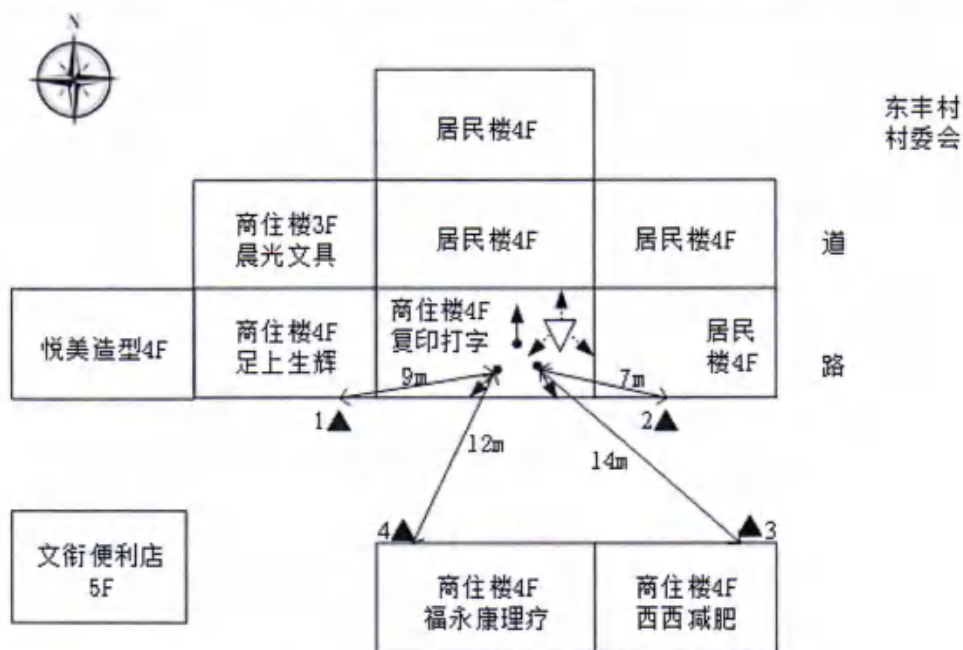 N
居民楼4F
东丰村
村委会
商住楼3F
晨光文具
居民楼4F
居民楼4F
道
悦美造型4F
商住楼4F
足上生辉
商住楼4F
复印打字
居民
楼4F
路
9m
7m
1
2
12m
14m
4
3
文衔便利店
5F
商住楼4F
福永康理疗
商住楼4F
西西减肥